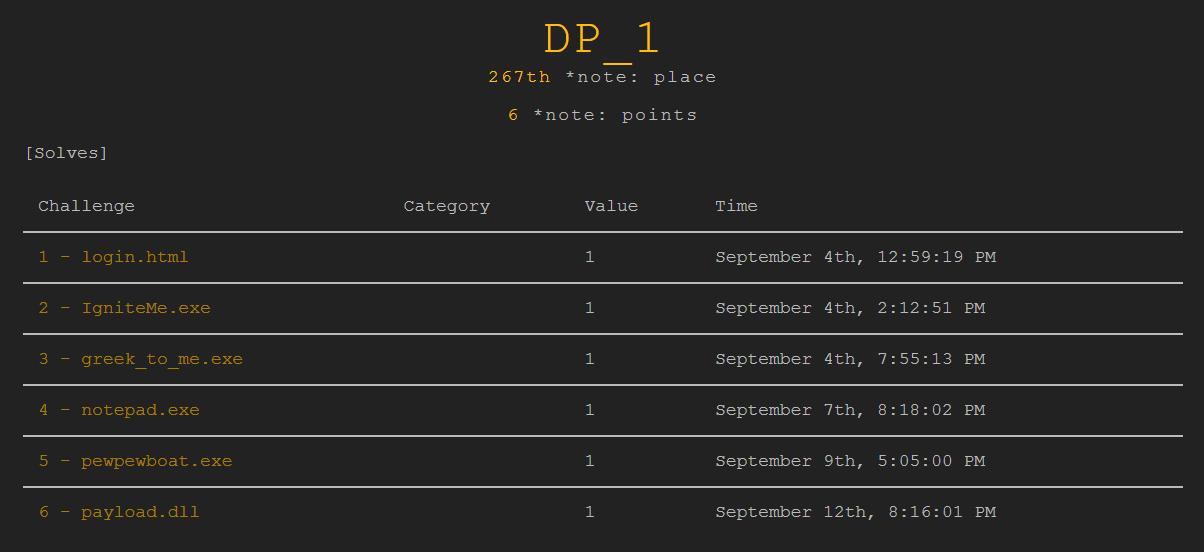 DP_1
267th *note: place
6 *note: points
[Solves]
Challenge Category Value Time
1 - login.html 1 September 4th, 12:59:19 PM
2 - IgniteMe.exe 1 September 4th, 2:12:51 PM
3 - greek_to_me.exe 1 September 4th, 7:55:13 PM
4 - notepad.exe 1 September 7th, 8:18:02 PM
5 - pewpewboat.exe 1 September 9th, 5:05:00 PM
6 - payload.dll 1 September 12th, 8:16:01 PM